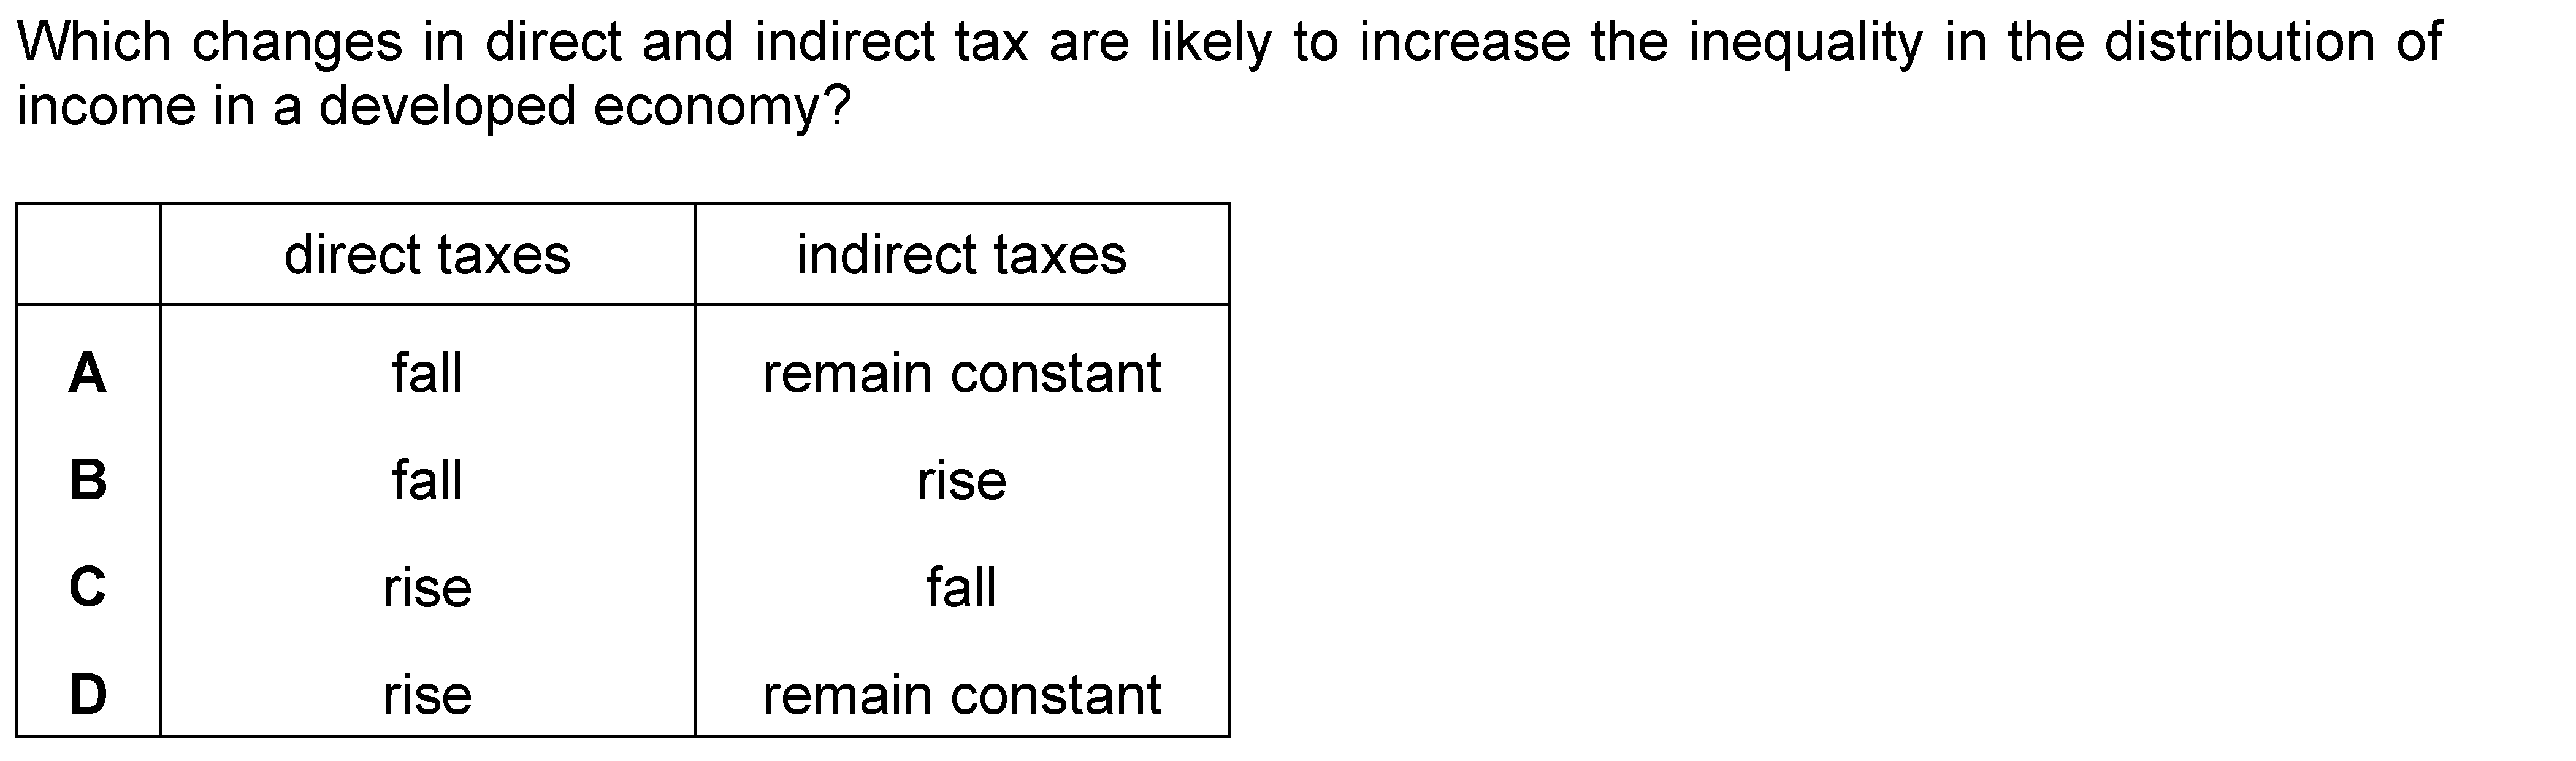 Which changes in direct and indirect tax are likely to increase the inequality in the distribution of
income in a developed economy?
direct taxes indirect taxes
A fall remain constant
B fall rise
C rise fall
D rise remain constant